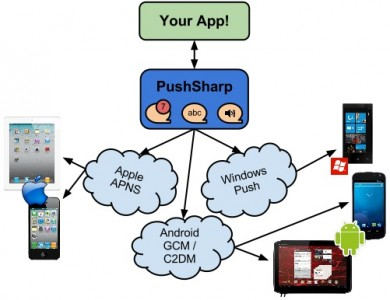 Your App!
PushSharp
7
abc
Apple
APNS
Windows
Push
Android
GCM /
C2DM